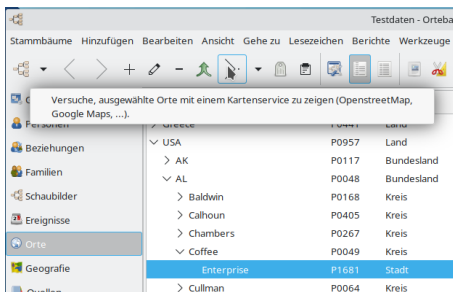 Testdaten - Orteba
Stammbäume Hinzufügen Bearbeiten Ansicht Gehe zu Lesezeichen Berichte Werkzeuge
Versuche, ausgewählte Orte mit einem Kartenservice zu zeigen (OpenstreetMap,
Google Maps, ...).
Personen
Greece P0441 Land
USA P0957 Land
Beziehungen
AK P0117 Bundesland
Familien
AL P0048 Bundesland
Schaubilder
Baldwin P0168 Kreis
Ereignisse
Calhoun P0405 Kreis
Chambers P0267 Kreis
Orte
Coffee P0049 Kreis
Geografie
Enterprise P1681 Stadt
Quellen
Cullman P0064 Kreis